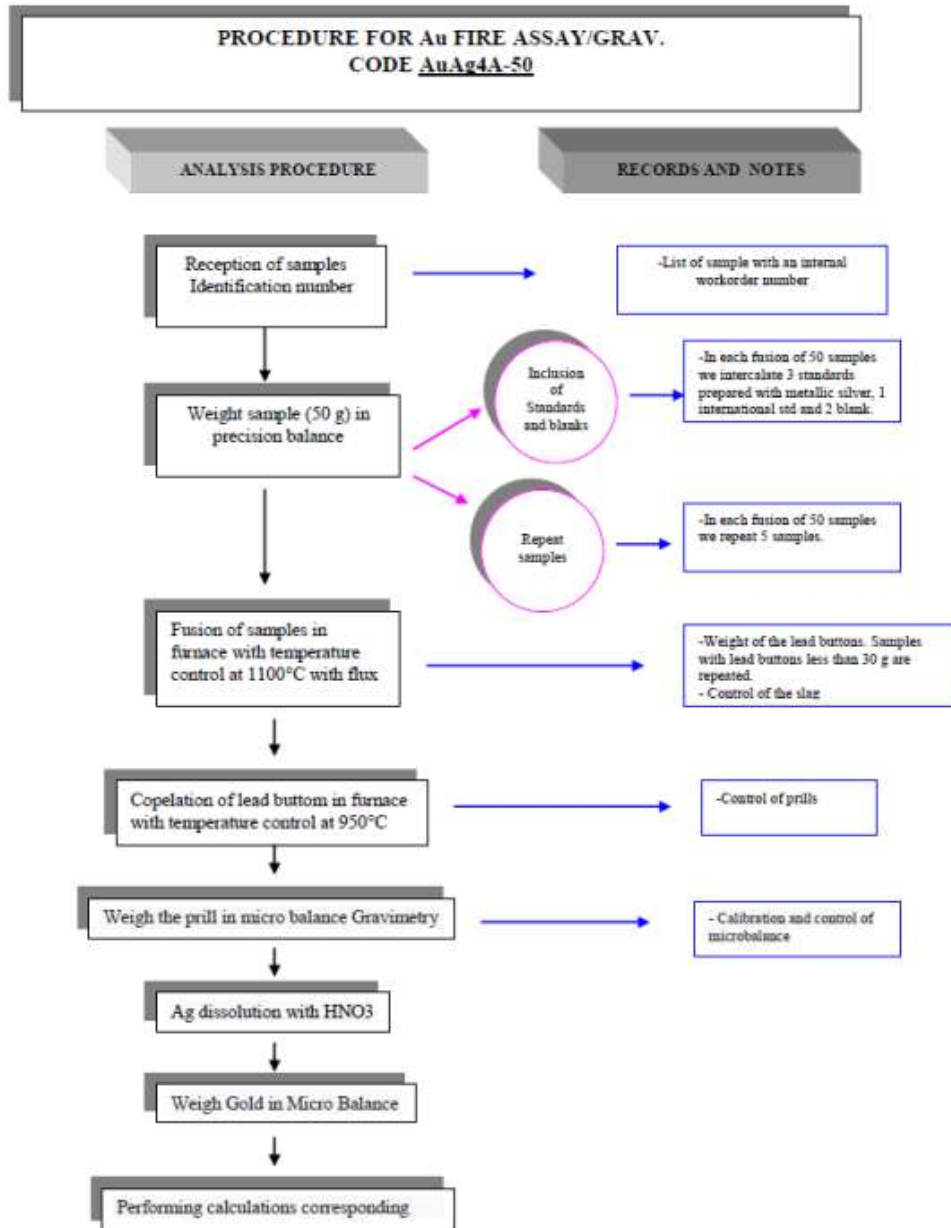 PROCEDURE FOR Au FIRE ASSAY/GRAV.
CODE AuAg4A-50
ANALYSIS PROCEDURE
RECORDS AND NOTES
Reception of samples
Identification number
-List of sample with an internal
workorder number
Weight sample (50 g) in
precision balance
Inclusion
of
Standards
and blanks
-In each fusion of 50 samples
we intercalate 3 standards
prepared with metallic silver, 1
international std and 2 blank.
Repeat
samples
-In each fusion of 50 samples
we repeat 5 samples.
Fusion of samples in
furnace with temperature
control at 1100°C with flux
-Weight of the lead buttons. Samples
with lead buttons less than 30 g are
repeated.
- Control of the slag
Copelation of lead buttom in furnace
with temperature control at 950°C
-Control of prills
Weigh the prill in micro balance Gravimetry
- Calibration and control of
microbalance
Ag dissolution with HNO3
Weigh Gold in Micro Balance
Performing calculations corresponding